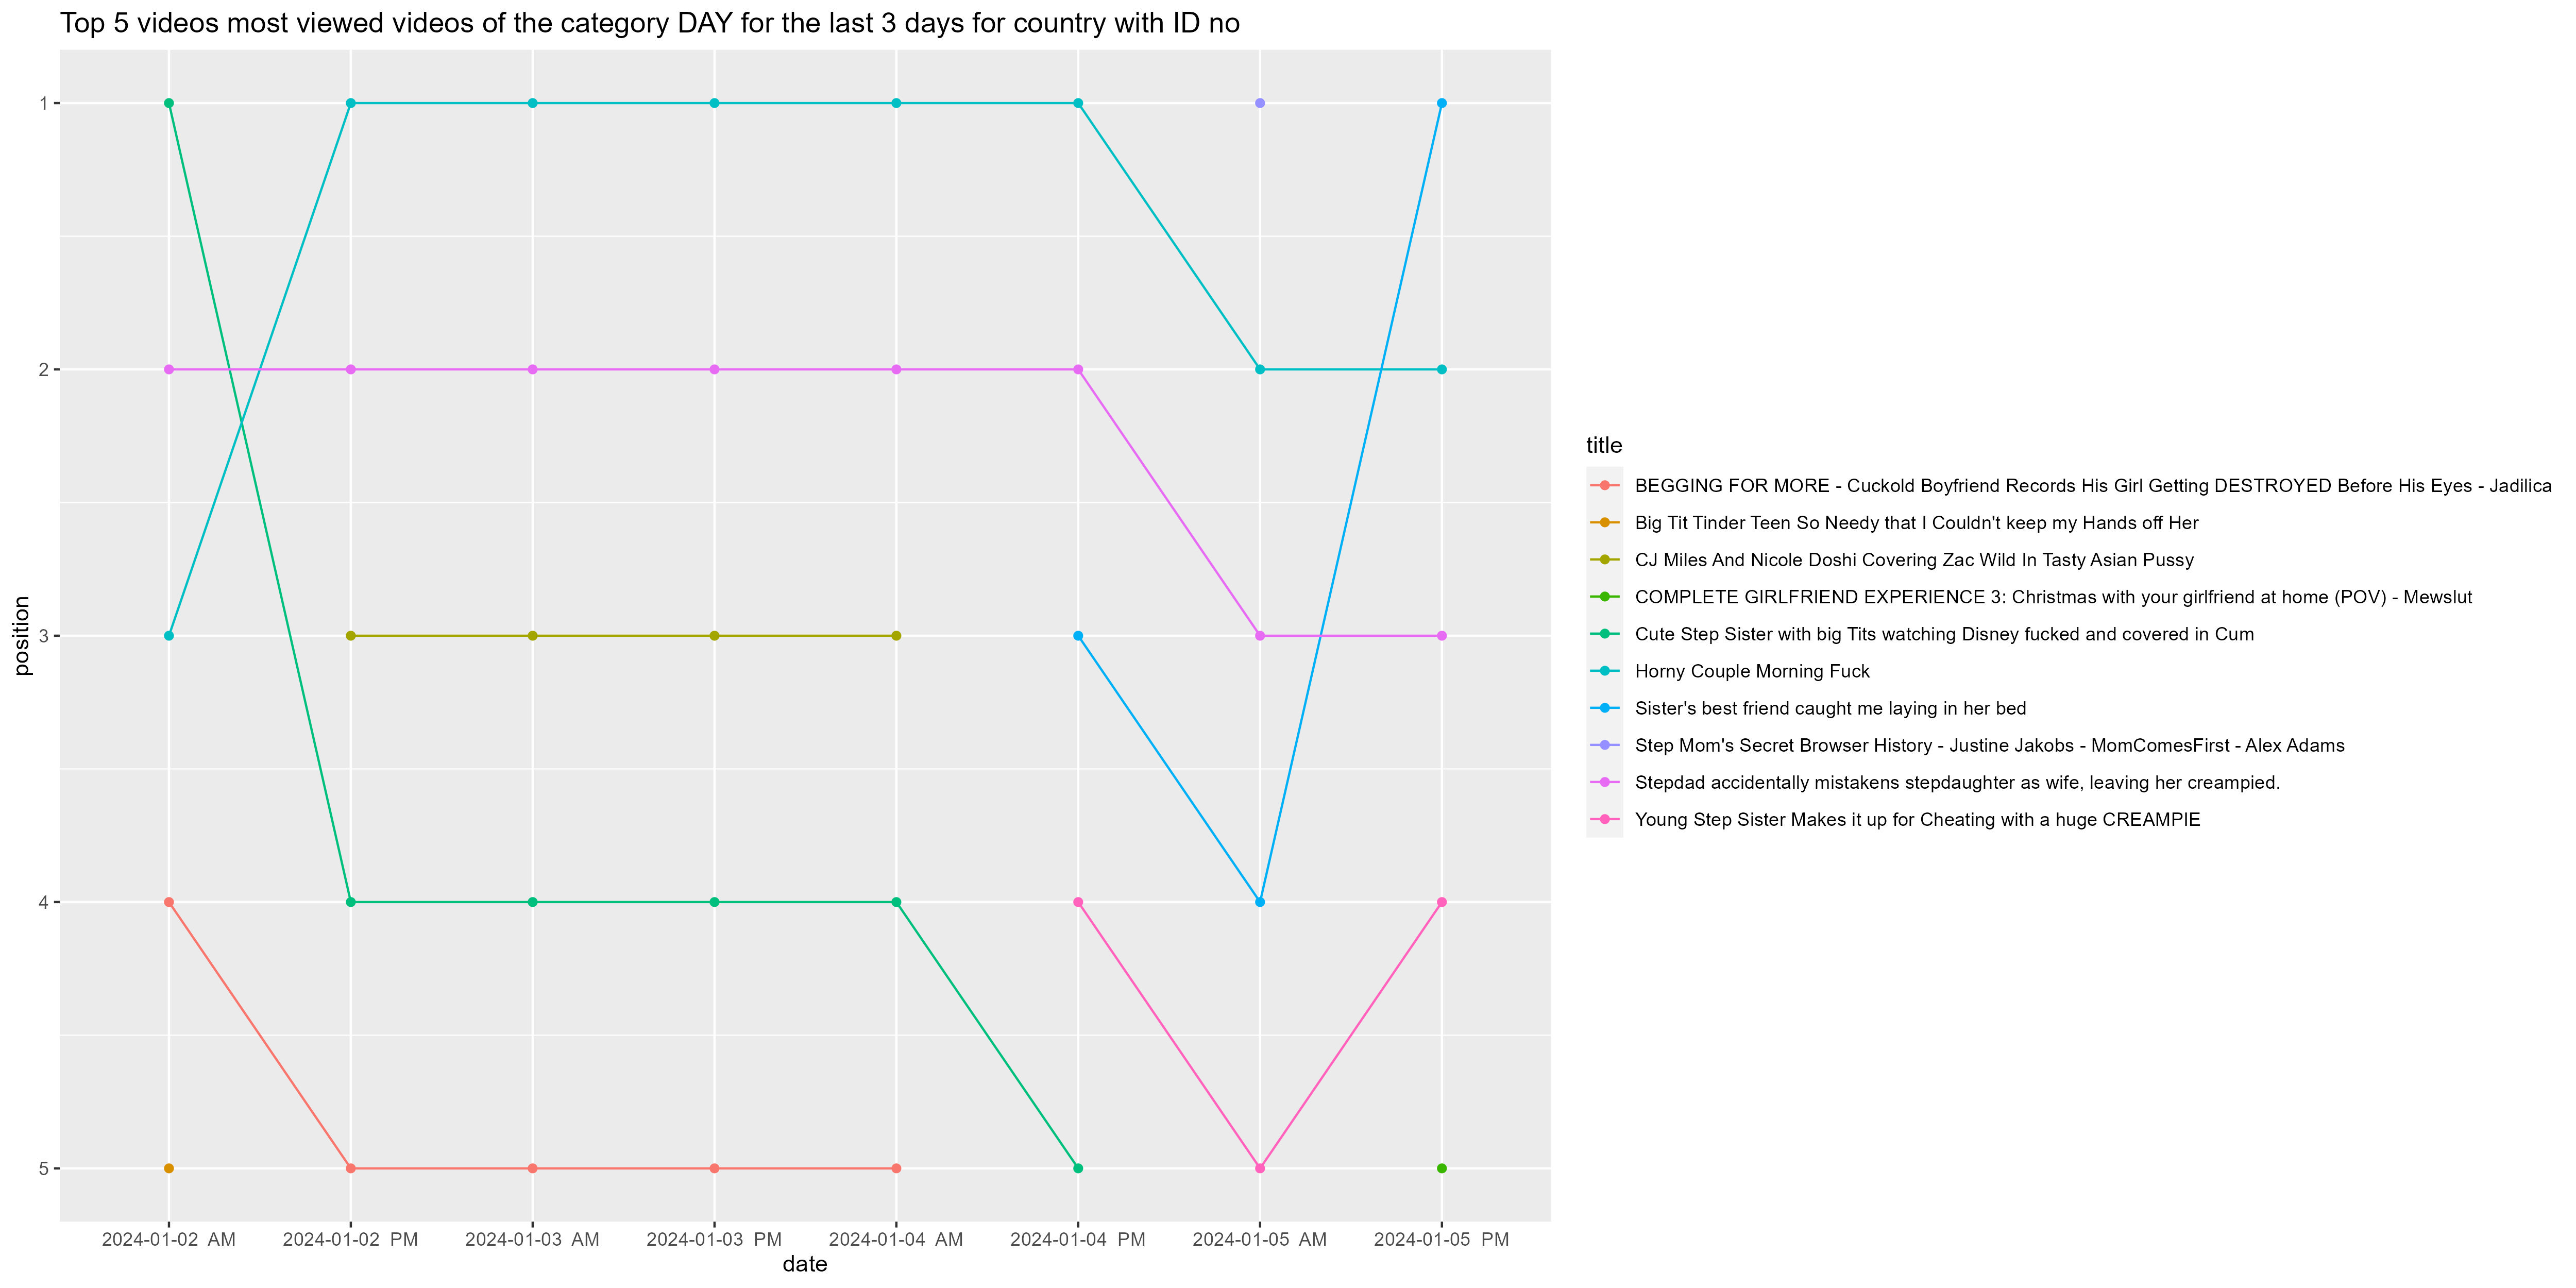 Top 5 videos most viewed videos of the category DAY for the last 3 days for country with ID no
1
2
3
4
5
position
2024-01-02 AM
2024-01-02 PM
2024-01-03 AM
2024-01-03 PM
2024-01-04 AM
2024-01-04 PM
2024-01-05 AM
2024-01-05 PM
date
title
BEGGING FOR MORE - Cuckold Boyfriend Records His Girl Getting DESTROYED Before His Eyes - Jadilica
Big Tit Tinder Teen So Needy that I Couldn't keep my Hands off Her
CJ Miles And Nicole Doshi Covering Zac Wild In Tasty Asian Pussy
COMPLETE GIRLFRIEND EXPERIENCE 3: Christmas with your girlfriend at home (POV) - Mewslut
Cute Step Sister with big Tits watching Disney fucked and covered in Cum
Horny Couple Morning Fuck
Sister's best friend caught me laying in her bed
Step Mom's Secret Browser History - Justine Jakobs - MomComesFirst - Alex Adams
Stepdad accidentally mistakens stepdaughter as wife, leaving her creampied.
Young Step Sister Makes it up for Cheating with a huge CREAMPIE